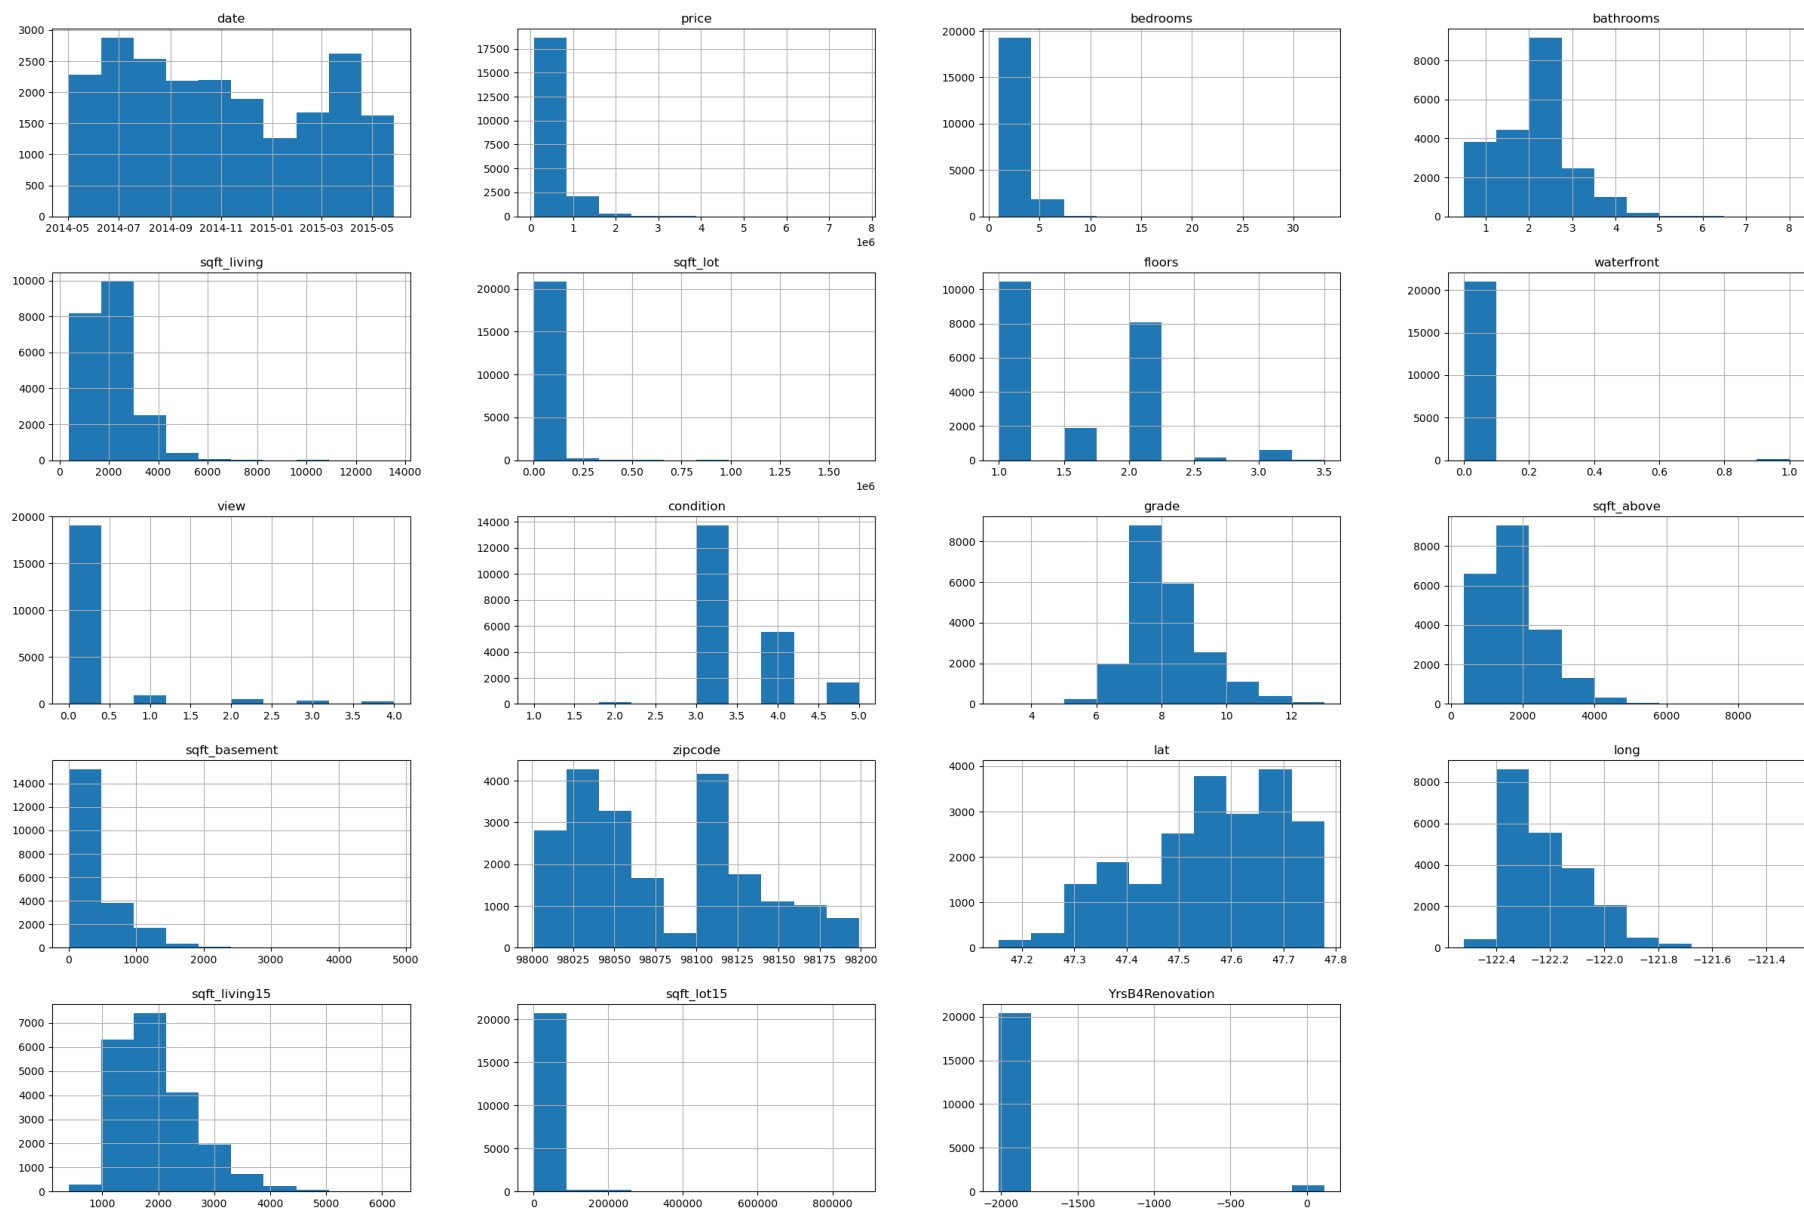 date
3000
2500
2000
1500
1000
500
0
2014-05 2014-07 2014-09 2014-11 2015-01 2015-03 2015-05
price
17500
15000
12500
10000
7500
5000
2500
0
0 1 2 3 4 5 6 7 8
1e6
bedrooms
20000
15000
10000
5000
0
0 5 10 15 20 25 30
bathrooms
8000
6000
4000
2000
0
1 2 3 4 5 6 7 8
sqft_living
10000
8000
6000
4000
2000
0
0 2000 4000 6000 8000 10000 12000 14000
sqft_lot
20000
15000
10000
5000
0
0.00 0.25 0.50 0.75 1.00 1.25 1.50
1e6
floors
10000
8000
6000
4000
2000
0
1.0 1.5 2.0 2.5 3.0 3.5
waterfront
20000
15000
10000
5000
0
0.0 0.2 0.4 0.6 0.8 1.0
view
20000
15000
10000
5000
0
0.0 0.5 1.0 1.5 2.0 2.5 3.0 3.5 4.0
condition
14000
12000
10000
8000
6000
4000
2000
0
1.0 1.5 2.0 2.5 3.0 3.5 4.0 4.5 5.0
grade
8000
6000
4000
2000
0
4 6 8 10 12
sqft_above
8000
6000
4000
2000
0
0 2000 4000 6000 8000
sqft_basement
14000
12000
10000
8000
6000
4000
2000
0
0 1000 2000 3000 4000 5000
zipcode
4000
3000
2000
1000
0
98000 98025 98050 98075 98100 98125 98150 98175 98200
lat
4000
3000
2000
1000
0
47.2 47.3 47.4 47.5 47.6 47.7 47.8
long
8000
6000
4000
2000
0
−122.4 −122.2 −122.0 −121.8 −121.6 −121.4
sqft_living15
7000
6000
5000
4000
3000
2000
1000
0
1000 2000 3000 4000 5000 6000
sqft_lot15
20000
15000
10000
5000
0
0 200000 400000 600000 800000
YrsB4Renovation
20000
15000
10000
5000
0
−2000 −1500 −1000 −500 0